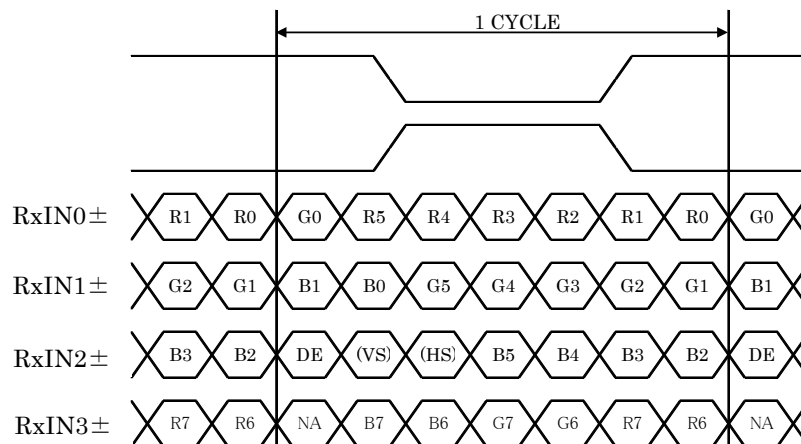 1 CYCLE
RxIN0± R1 R0 G0 R5 R4 R3 R2 R1 R0 G0
RxIN1± G2 G1 B1 B0 G5 G4 G3 G2 G1 B1
RxIN2± B3 B2 DE (VS) (HS) B5 B4 B3 B2 DE
RxIN3± R7 R6 NA B7 B6 G7 G6 R7 R6 NA